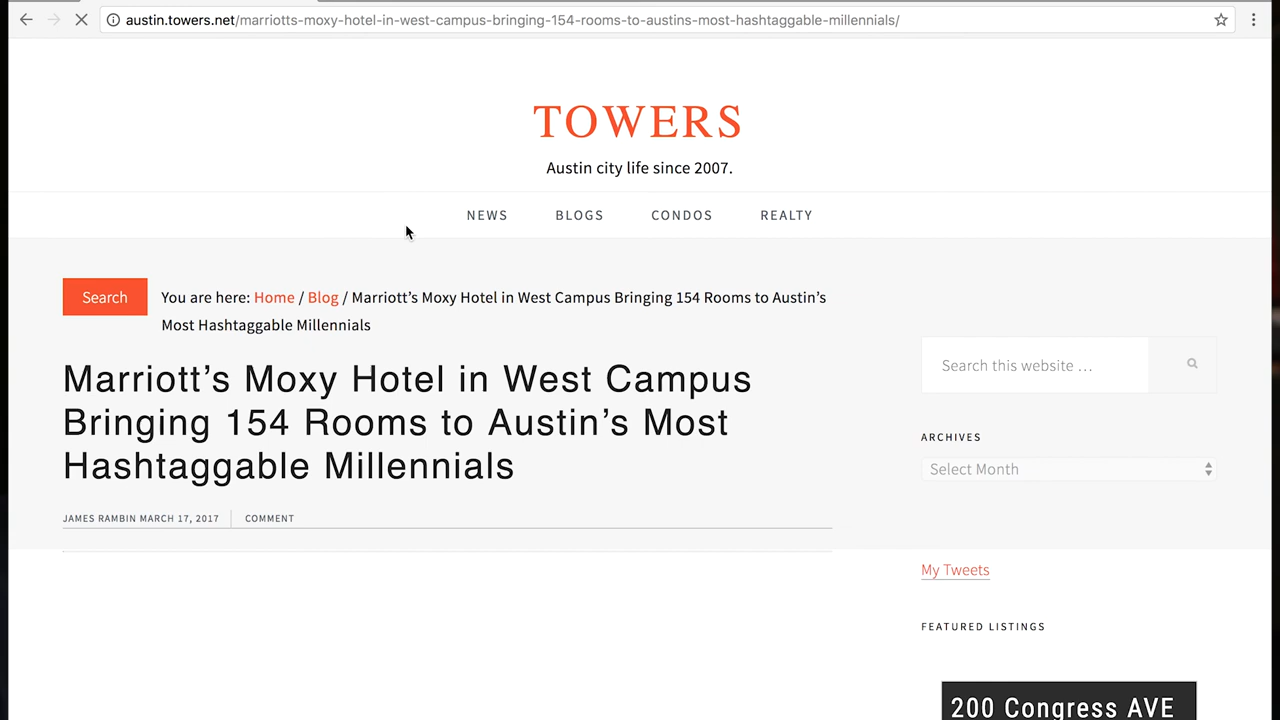 austin.towers.net/marriotts-moxy-hotel-in-west-campus-bringing-154-rooms-to-austins-most-hashtaggable-millennials/
TOWERS
Austin city life since 2007.
NEWS BLOGS CONDOS REALTY
Search
You are here: Home / Blog / Marriott’s Moxy Hotel in West Campus Bringing 154 Rooms to Austin’s
Most Hashtaggable Millennials
Marriott’s Moxy Hotel in West Campus
Bringing 154 Rooms to Austin’s Most
Hashtaggable Millennials
JAMES RAMBIN MARCH 17, 2017 COMMENT
Search this website …
ARCHIVES
Select Month
My Tweets
FEATURED LISTINGS
200 Congress AVE